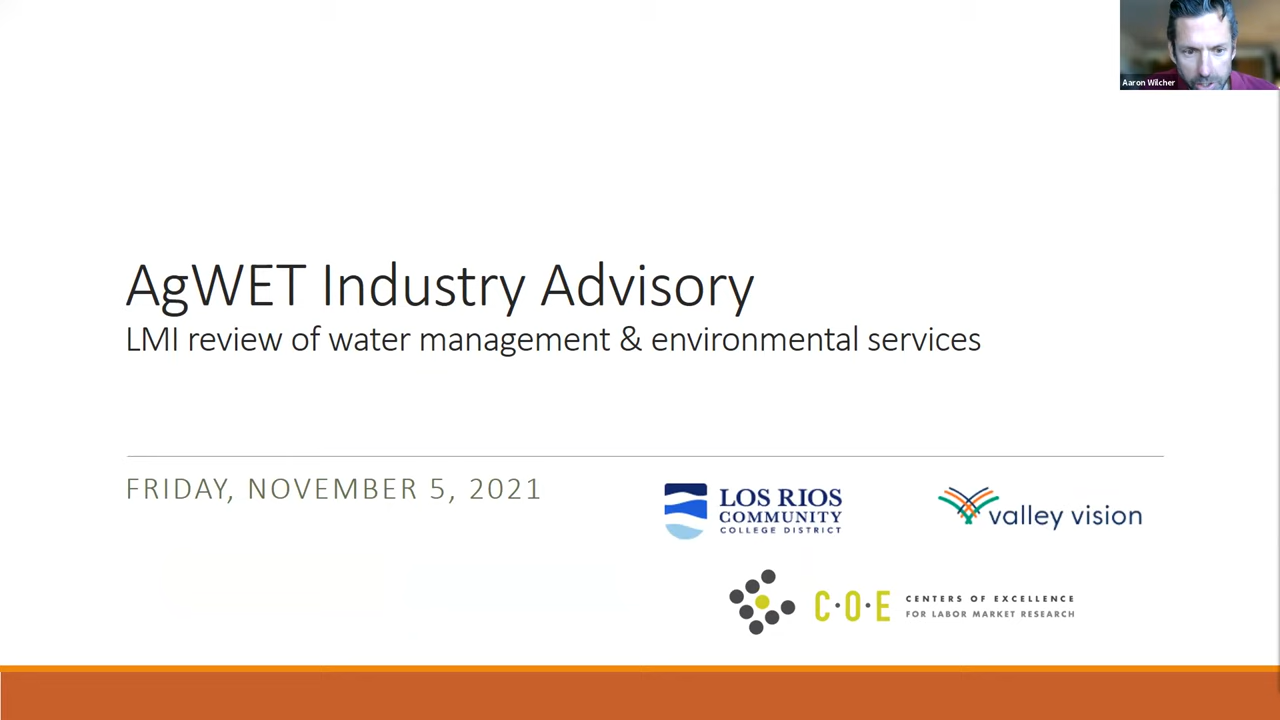 Aaron Wilcher
AgWET Industry Advisory
LMI review of water management & environmental services
FRIDAY, NOVEMBER 5, 2021
LOS RIOS
COMMUNITY
COLLEGE DISTRICT
valley vision
C·O·E
CENTERS OF EXCELLENCE
FOR LABOR MARKET RESEARCH